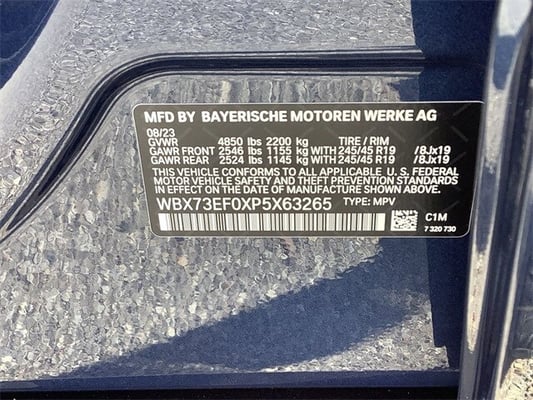 MFD BY BAYERISCHE MOTOREN WERKE AG
08/23
GVWR 4850 lbs 2200 kg TIRE / RIM
GAWR FRONT 2546 lbs 1155 kg 245/45 R19 /8Jx19
GAWR REAR 2524 lbs 1145 kg 245/45 R19 /8Jx19
THIS VEHICLE CONFORMS TO ALL APPLICABLE U. S. FEDERAL
MOTOR VEHICLE SAFETY AND THEFT PREVENTION STANDARDS
IN EFFECT ON THE DATE OF MANUFACTURE SHOWN ABOVE.
WBX73EF0XP5X63265 TYPE: MPV
C1M
7 320 730